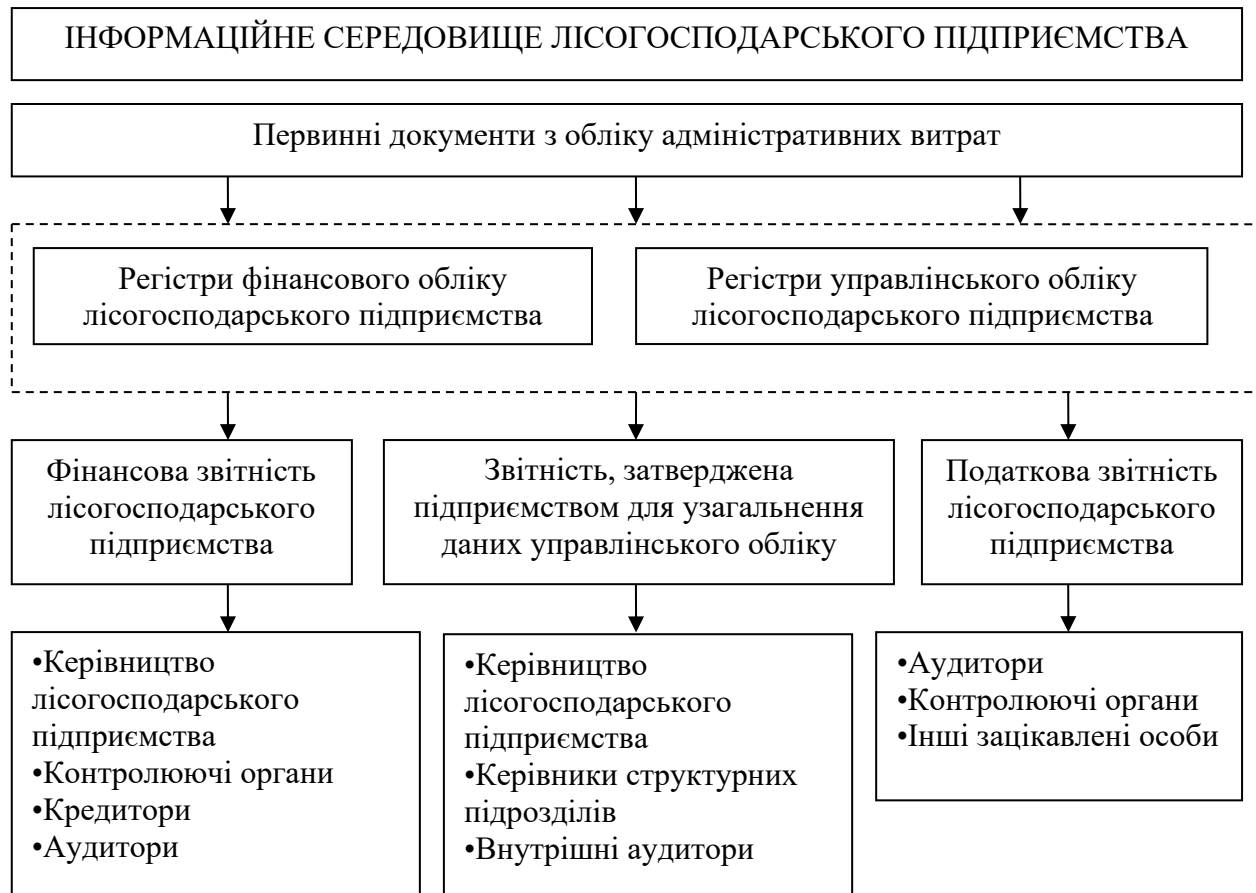 ІНФОРМАЦІЙНЕ СЕРЕДОВИЩЕ ЛІСОГОСПОДАРСЬКОГО ПІДПРИЄМСТВА
Первинні документи з обліку адміністративних витрат
Регістри фінансового обліку
лісогосподарського підприємства
Регістри управлінського обліку
лісогосподарського підприємства
Фінансова звітність
лісогосподарського
підприємства
Звітність, затверджена
підприємством для узагальнення
даних управлінського обліку
Податкова звітність
лісогосподарського
підприємства
•Керівництво
лісогосподарського
підприємства
•Контролюючі органи
•Кредитори
•Аудитори
•Керівництво
лісогосподарського
підприємства
•Керівники структурних
підрозділів
•Внутрішні аудитори
•Аудитори
•Контролюючі органи
•Інші зацікавлені особи